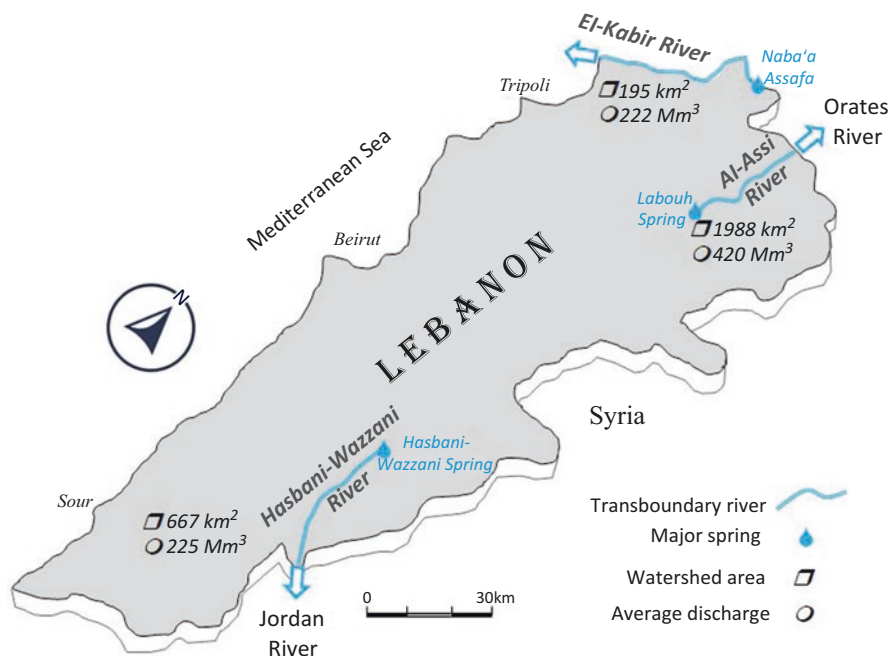 El-Kabir River
Naba‘a
Assafa
Tripoli
195 km²
222 Mm³
Orates
River
Al-Assi
River
Mediterranean Sea
Labouh
Spring
1988 km²
420 Mm³
Beirut
N
LEBANON
Syria
Hasbani-Wazzani
River
Hasbani-
Wazzani Spring
Sour
667 km²
225 Mm³
Jordan
River
0 30km
Transboundary river
Major spring
Watershed area
Average discharge